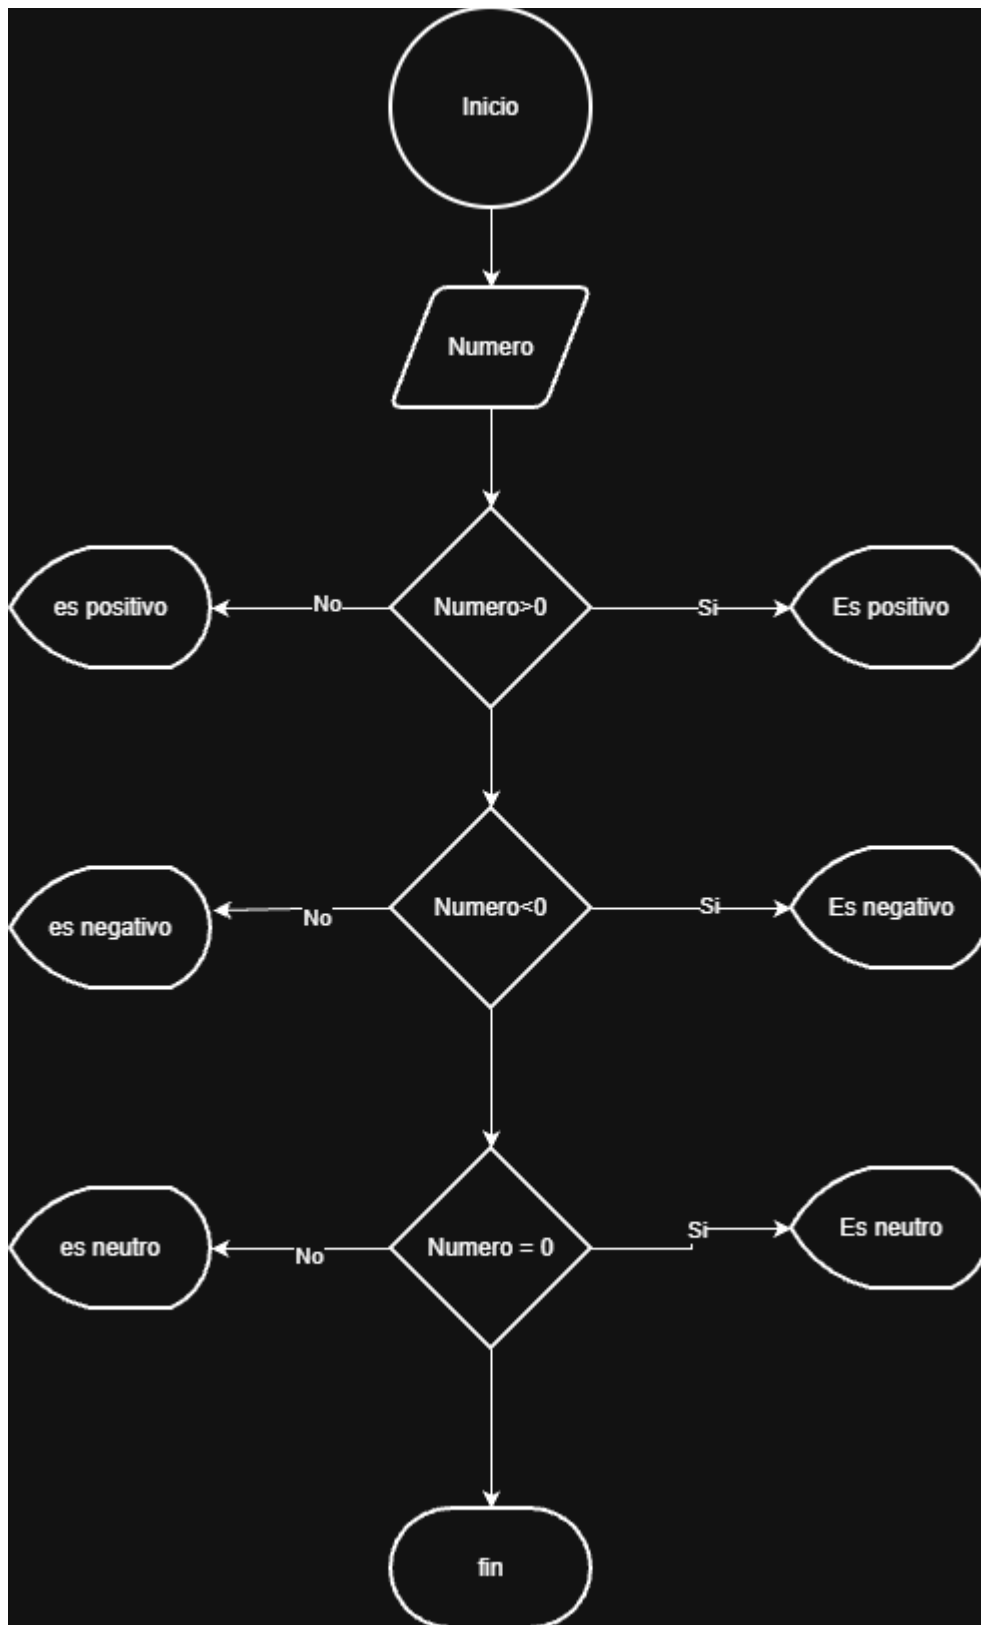 Inicio
Numero
es positivo
No
Numero>0
Si
Es positivo
es negativo
No
Numero<0
Si
Es negativo
es neutro
No
Numero = 0
Si
Es neutro
fin